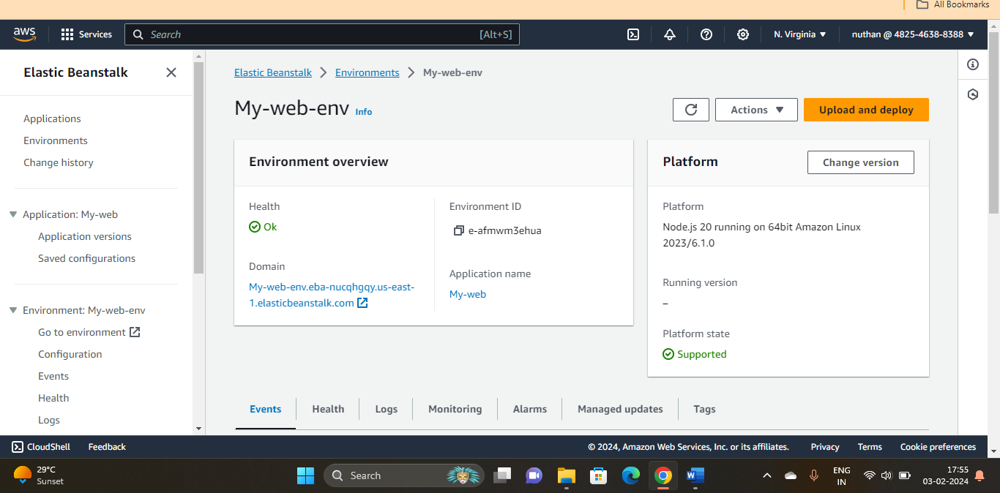 All Bookmarks
aws
Services
Search
[Alt+S]
N. Virginia
nuthan @ 4825-4638-8388
Elastic Beanstalk
Applications
Environments
Change history
Application: My-web
Application versions
Saved configurations
Environment: My-web-env
Go to environment
Configuration
Events
Health
Logs
Elastic Beanstalk
Environments
My-web-env
My-web-env Info
Actions
Upload and deploy
Environment overview
Health
Ok
Domain
My-web-env.eba-nucqhgqy.us-east-
1.elasticbeanstalk.com
Environment ID
e-afmwm3ehua
Application name
My-web
Platform
Change version
Platform
Node.js 20 running on 64bit Amazon Linux
2023/6.1.0
Running version
–
Platform state
Supported
Events
Health
Logs
Monitoring
Alarms
Managed updates
Tags
CloudShell
Feedback
© 2024, Amazon Web Services, Inc. or its affiliates.
Privacy
Terms
Cookie preferences
29°C
Sunset
Search
W
ENG
IN
17:55
03-02-2024